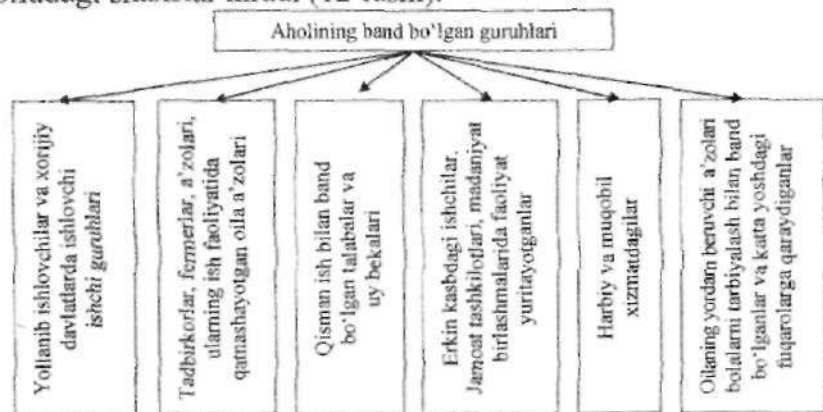 Aholining band bo‘lgan guruhlari
Yollanib ishlovchilar va xorijiy
davlatlarda ishlovchi
ishchi guruhlari
Tadbirkorlar, fermerlar, a’zolari,
ularning ish faoliyatida
qatnashayotgan oila a’zolari
Qisman ish bilan band
bo‘lgan talabalar va
uy bekalari
Erkin kasbdagi ishchilar.
Jamoat tashkilotlari, madaniyat
birlashmalarida faoliyat
yuritayotganlar
Harbiy va muqobil
xizmatdagilar
Oilaning yordam beruvchi a’zolari
bolalarni tarbiyalash bilan band
bo‘lganlar va katta yoshdagi
fuqarolarga qaraydiganlar